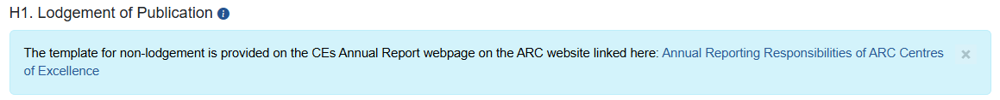 H1. Lodgement of Publication i
The template for non-lodgement is provided on the CEs Annual Report webpage on the ARC website linked here: Annual Reporting Responsibilities of ARC Centres ×
of Excellence